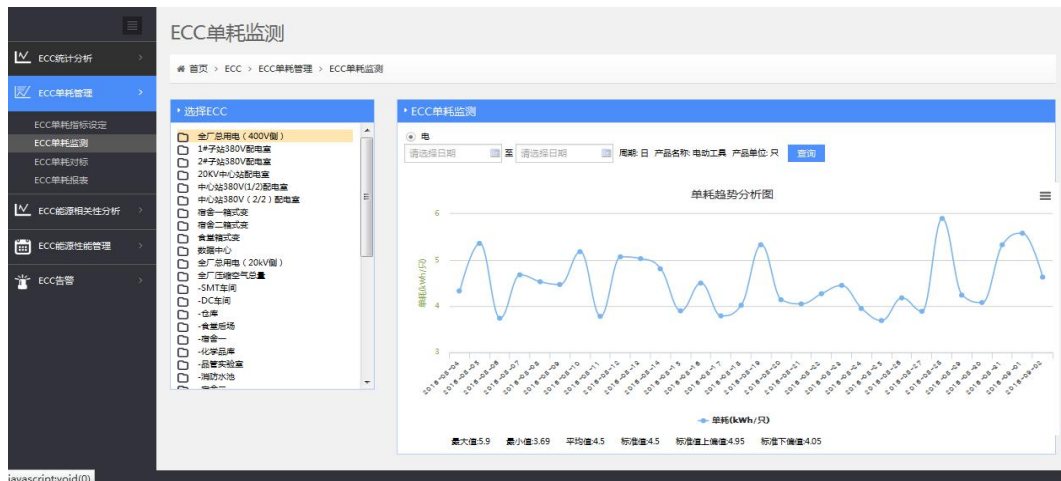 ECC单耗监测
ECC统计分析
首页 > ECC > ECC单耗管理 > ECC单耗监测
ECC单耗管理
ECC单耗指标设定
ECC单耗监测
ECC单耗对标
ECC单耗报表
ECC能源相关性分析
ECC能源性能管理
ECC告警
选择ECC
全厂总用电（400V侧）
1#子站380V配电室
2#子站380V配电室
20KV中心站配电室
中心站380V(1/2)配电室
中心站380V（2/2）配电室
宿舍一箱式变
宿舍二箱式变
食堂箱式变
数据中心
全厂总用电（20kV侧）
全厂压缩空气总量
-SMT车间
-DC车间
-仓库
-食堂后场
-宿舍一
-化学品库
-品管实验室
-消防水池
ECC单耗监测
电
请选择日期 至 请选择日期 周期: 日 产品名称: 电动工具 产品单位: 只 查询
单耗趋势分析图
单耗(kWh/只)
6
5
4
3
单耗(kWh/只)
最大值:5.9 最小值:3.69 平均值:4.5 标准值:4.5 标准值上偏值:4.95 标准下偏值:4.05
javascript:void(0)